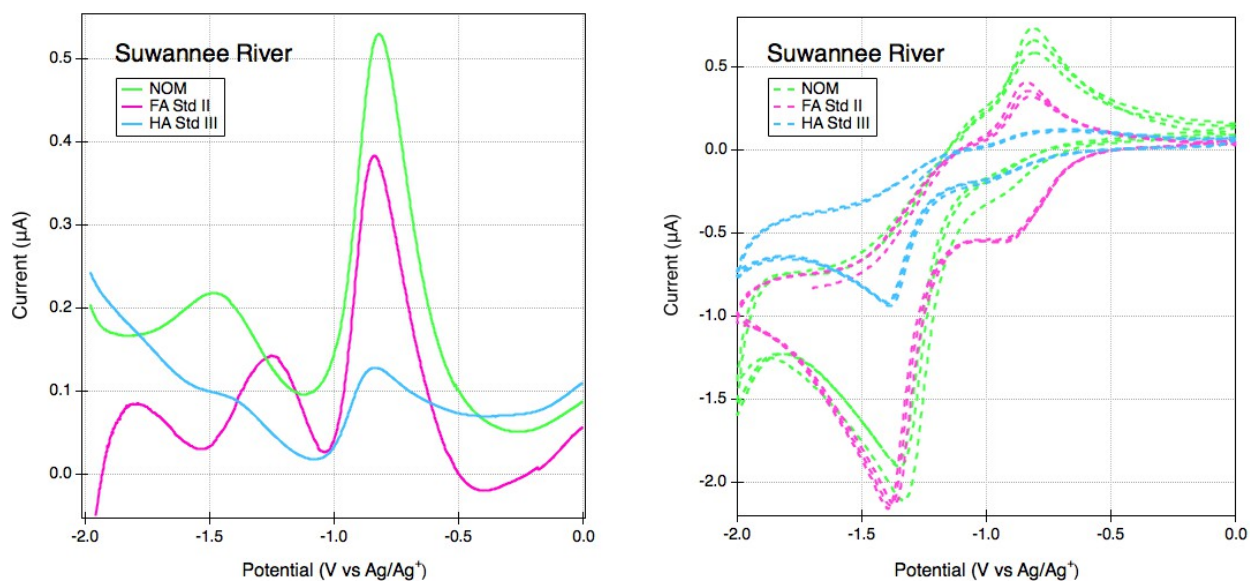 Suwannee River
NOM
FA Std II
HA Std III
0.5
0.4
0.3
0.2
0.1
0.0
Current (µA)
-2.0
-1.5
-1.0
-0.5
0.0
Potential (V vs Ag/Ag⁺)
Suwannee River
NOM
FA Std II
HA Std III
0.5
0.0
-0.5
-1.0
-1.5
-2.0
Current (µA)
-2.0
-1.5
-1.0
-0.5
0.0
Potential (V vs Ag/Ag⁺)